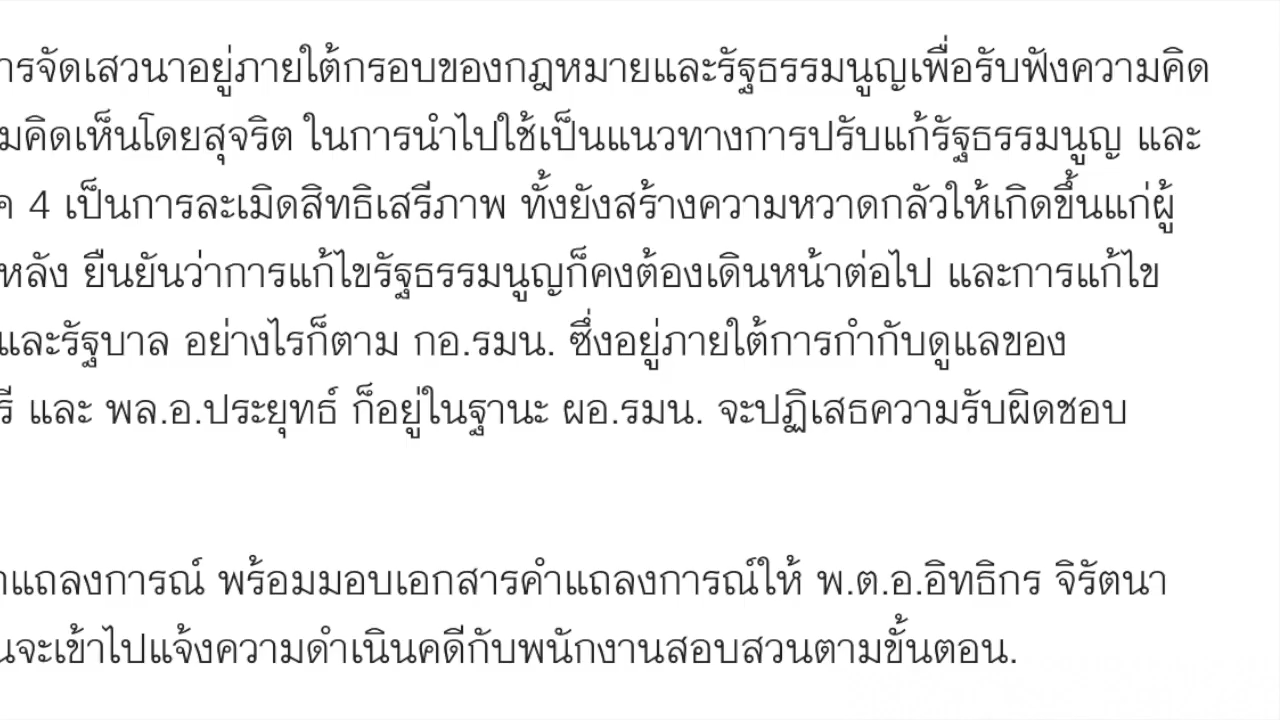 ารจัดเสวนาอยู่ภายใต้กรอบของกฎหมายและรัฐธรรมนูญเพื่อรับฟังความคิด
มคิดเห็นโดยสุจริต ในการนำไปใช้เป็นแนวทางการปรับแก้รัฐธรรมนูญ และ
ค 4 เป็นการละเมิดสิทธิเสรีภาพ ทั้งยังสร้างความหวาดกลัวให้เกิดขึ้นแก่ผู้
หลัง ยืนยันว่าการแก้ไขรัฐธรรมนูญก็คงต้องเดินหน้าต่อไป และการแก้ไข
และรัฐบาล อย่างไรก็ตาม กอ.รมน. ซึ่งอยู่ภายใต้การกำกับดูแลของ
รี และ พล.อ.ประยุทธ์ ก็อยู่ในฐานะ ผอ.รมน. จะปฏิเสธความรับผิดชอบ
าแถลงการณ์ พร้อมมอบเอกสารคำแถลงการณ์ให้ พ.ต.อ.อิทธิกร จิรัตนา
นจะเข้าไปแจ้งความดำเนินคดีกับพนักงานสอบสวนตามขั้นตอน.